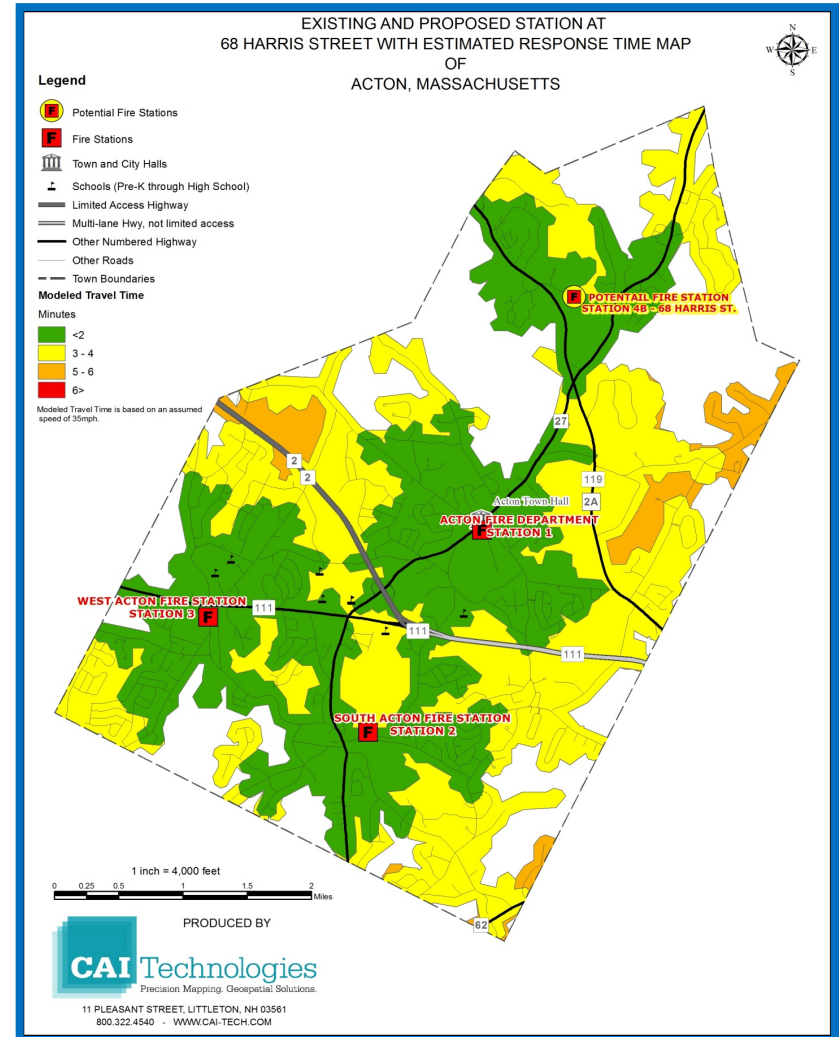 EXISTING AND PROPOSED STATION AT
68 HARRIS STREET WITH ESTIMATED RESPONSE TIME MAP
OF
ACTON, MASSACHUSETTS
N
W
E
S
Legend
F
Potential Fire Stations
F
Fire Stations
Town and City Halls
Schools (Pre-K through High School)
Limited Access Highway
Multi-lane Hwy, not limited access
Other Numbered Highway
Other Roads
Town Boundaries
Modeled Travel Time
Minutes
<2
3 - 4
5 - 6
6>
Modeled Travel Time is based on an assumed
speed of 35mph.
F
POTENTAIL FIRE STATION
STATION 4B - 68 HARRIS ST.
27
2
2
119
2A
Acton Town Hall
ACTON FIRE DEPARTMENT
F
STATION 1
WEST ACTON FIRE STATION
STATION 3
F
111
111
111
SOUTH ACTON FIRE STATION
F
STATION 2
62
1 inch = 4,000 feet
0 0.25 0.5 1 1.5 2
Miles
PRODUCED BY
CAI Technologies
Precision Mapping. Geospatial Solutions.
11 PLEASANT STREET, LITTLETON, NH 03561
800.322.4540 - WWW.CAI-TECH.COM